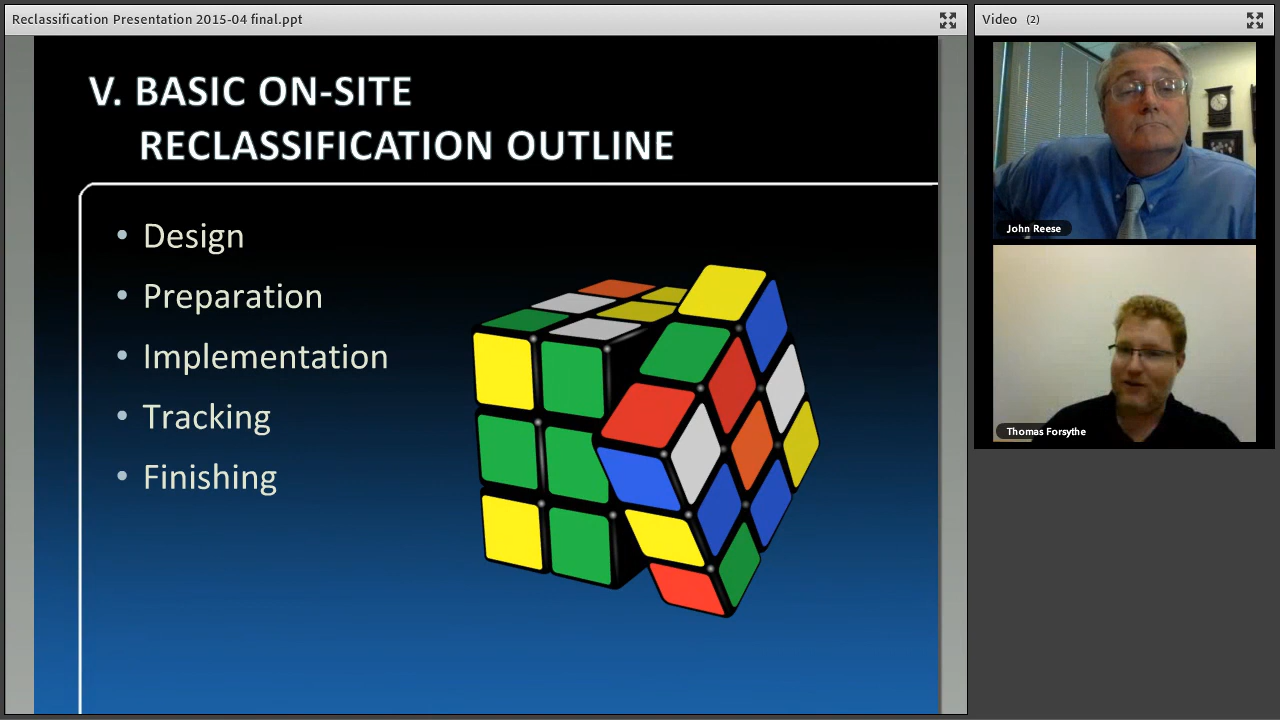 Reclassification Presentation 2015-04 final.ppt
Video (2)
V. BASIC ON-SITE
RECLASSIFICATION OUTLINE
• Design
• Preparation
• Implementation
• Tracking
• Finishing
John Reese
Thomas Forsythe